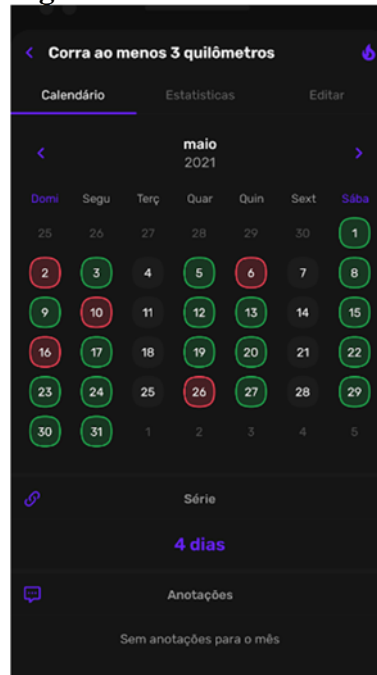 Corra ao menos 3 quilômetros
Calendário Estatisticas Editar
maio
2021
Domi Segu Terç Quar Quin Sext Sába
25 26 27 28 29 30 1
2 3 4 5 6 7 8
9 10 11 12 13 14 15
16 17 18 19 20 21 22
23 24 25 26 27 28 29
30 31 1 2 3 4 5
Série
4 dias
Anotações
Sem anotações para o mês